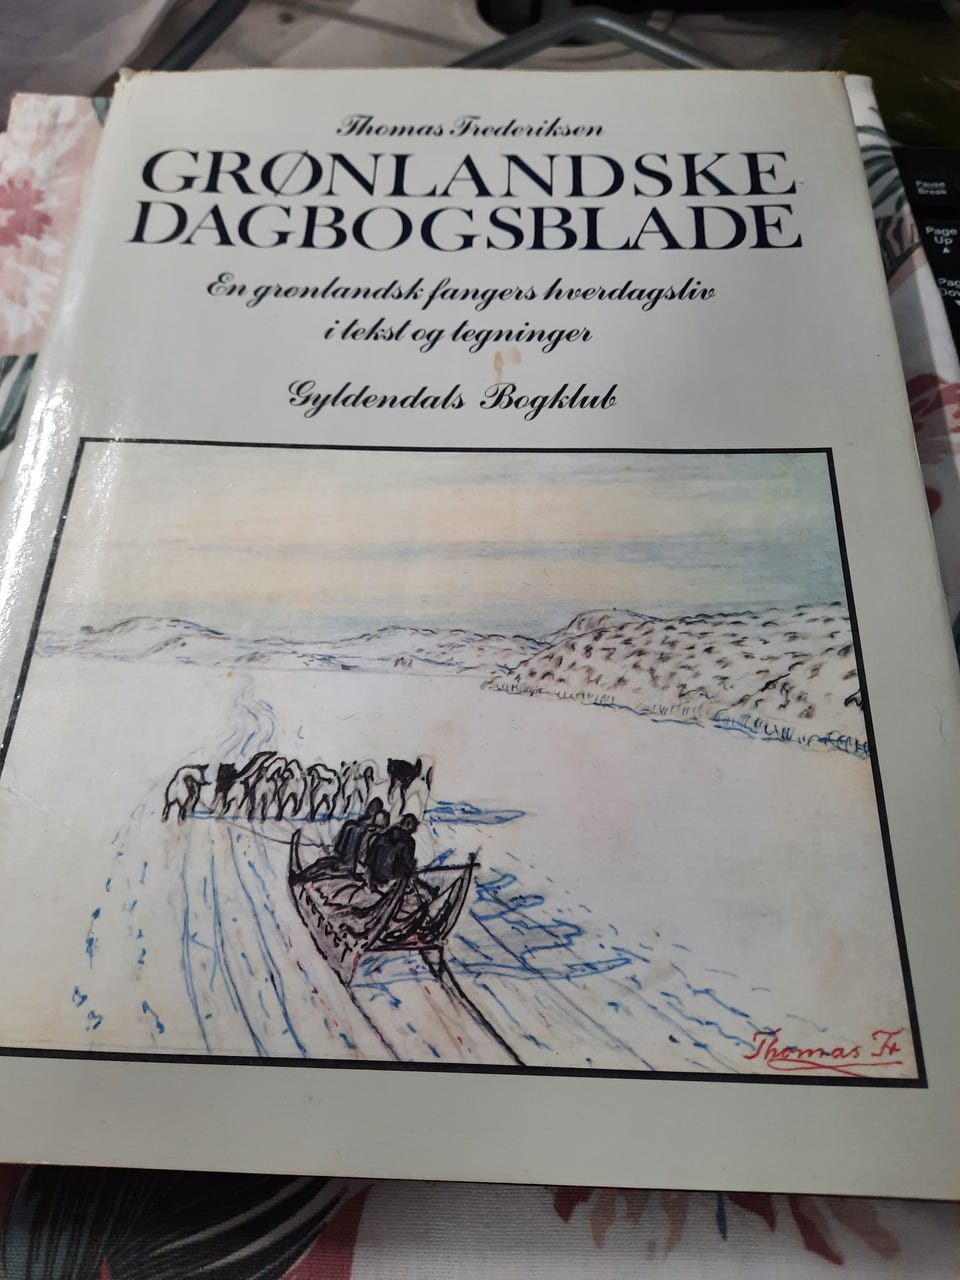 Thomas Frederiksen
GRØNLANDSKE
DAGBOGSBLADE
En grønlandsk fangers hverdagsliv
i tekst og tegninger
Gyldendals Bogklub
Thomas Fr
Pause
Break
Page
Up